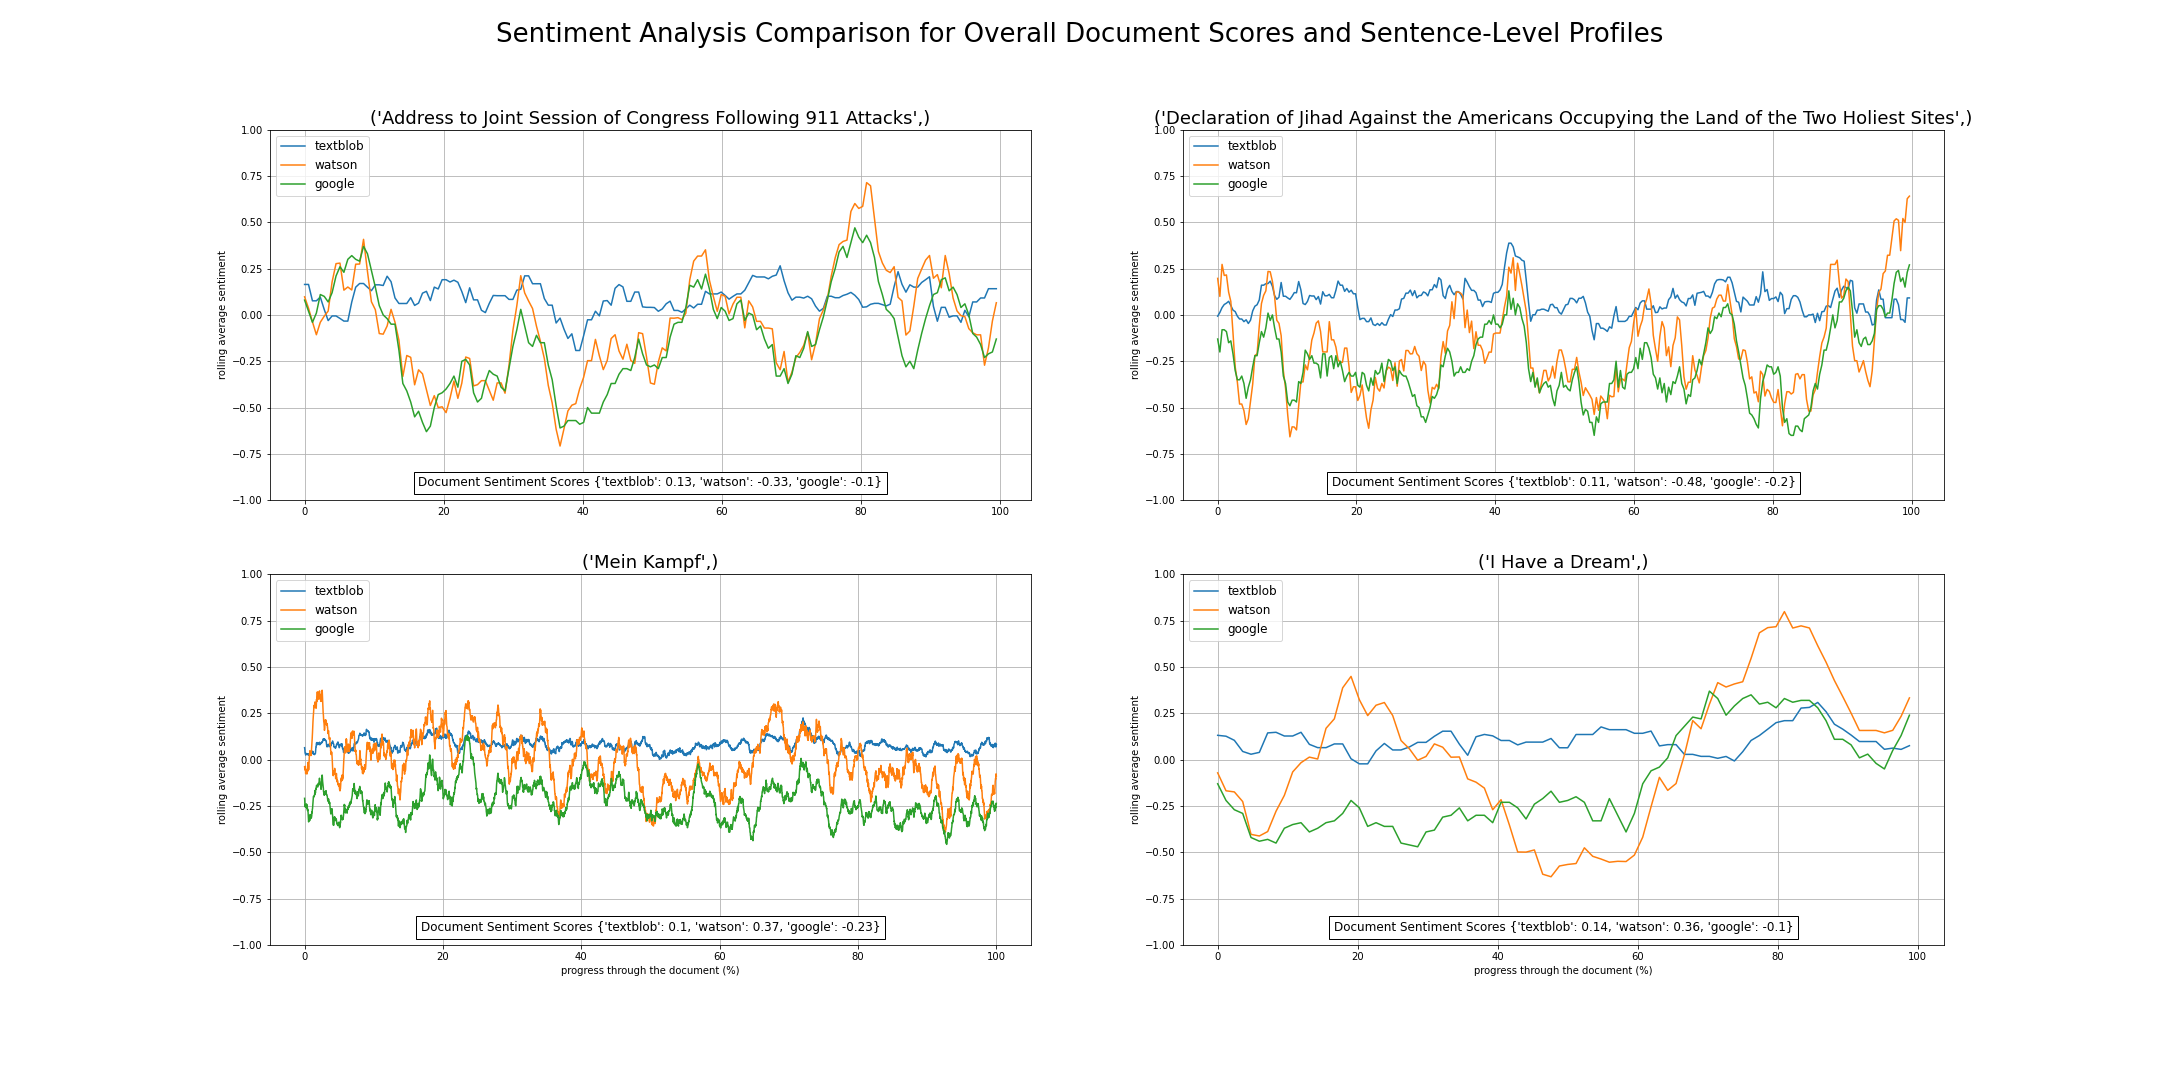 Sentiment Analysis Comparison for Overall Document Scores and Sentence-Level Profiles
('Address to Joint Session of Congress Following 911 Attacks',)
1.00
0.75
0.50
0.25
0.00
−0.25
−0.50
−0.75
−1.00
rolling average sentiment
textblob
watson
google
Document Sentiment Scores {'textblob': 0.13, 'watson': -0.33, 'google': -0.1}
0 20 40 60 80 100
('Declaration of Jihad Against the Americans Occupying the Land of the Two Holiest Sites',)
1.00
0.75
0.50
0.25
0.00
−0.25
−0.50
−0.75
−1.00
rolling average sentiment
textblob
watson
google
Document Sentiment Scores {'textblob': 0.11, 'watson': -0.48, 'google': -0.2}
0 20 40 60 80 100
('Mein Kampf',)
1.00
0.75
0.50
0.25
0.00
−0.25
−0.50
−0.75
−1.00
rolling average sentiment
textblob
watson
google
Document Sentiment Scores {'textblob': 0.1, 'watson': 0.37, 'google': -0.23}
0 20 40 60 80 100
progress through the document (%)
('I Have a Dream',)
1.00
0.75
0.50
0.25
0.00
−0.25
−0.50
−0.75
−1.00
rolling average sentiment
textblob
watson
google
Document Sentiment Scores {'textblob': 0.14, 'watson': 0.36, 'google': -0.1}
0 20 40 60 80 100
progress through the document (%)